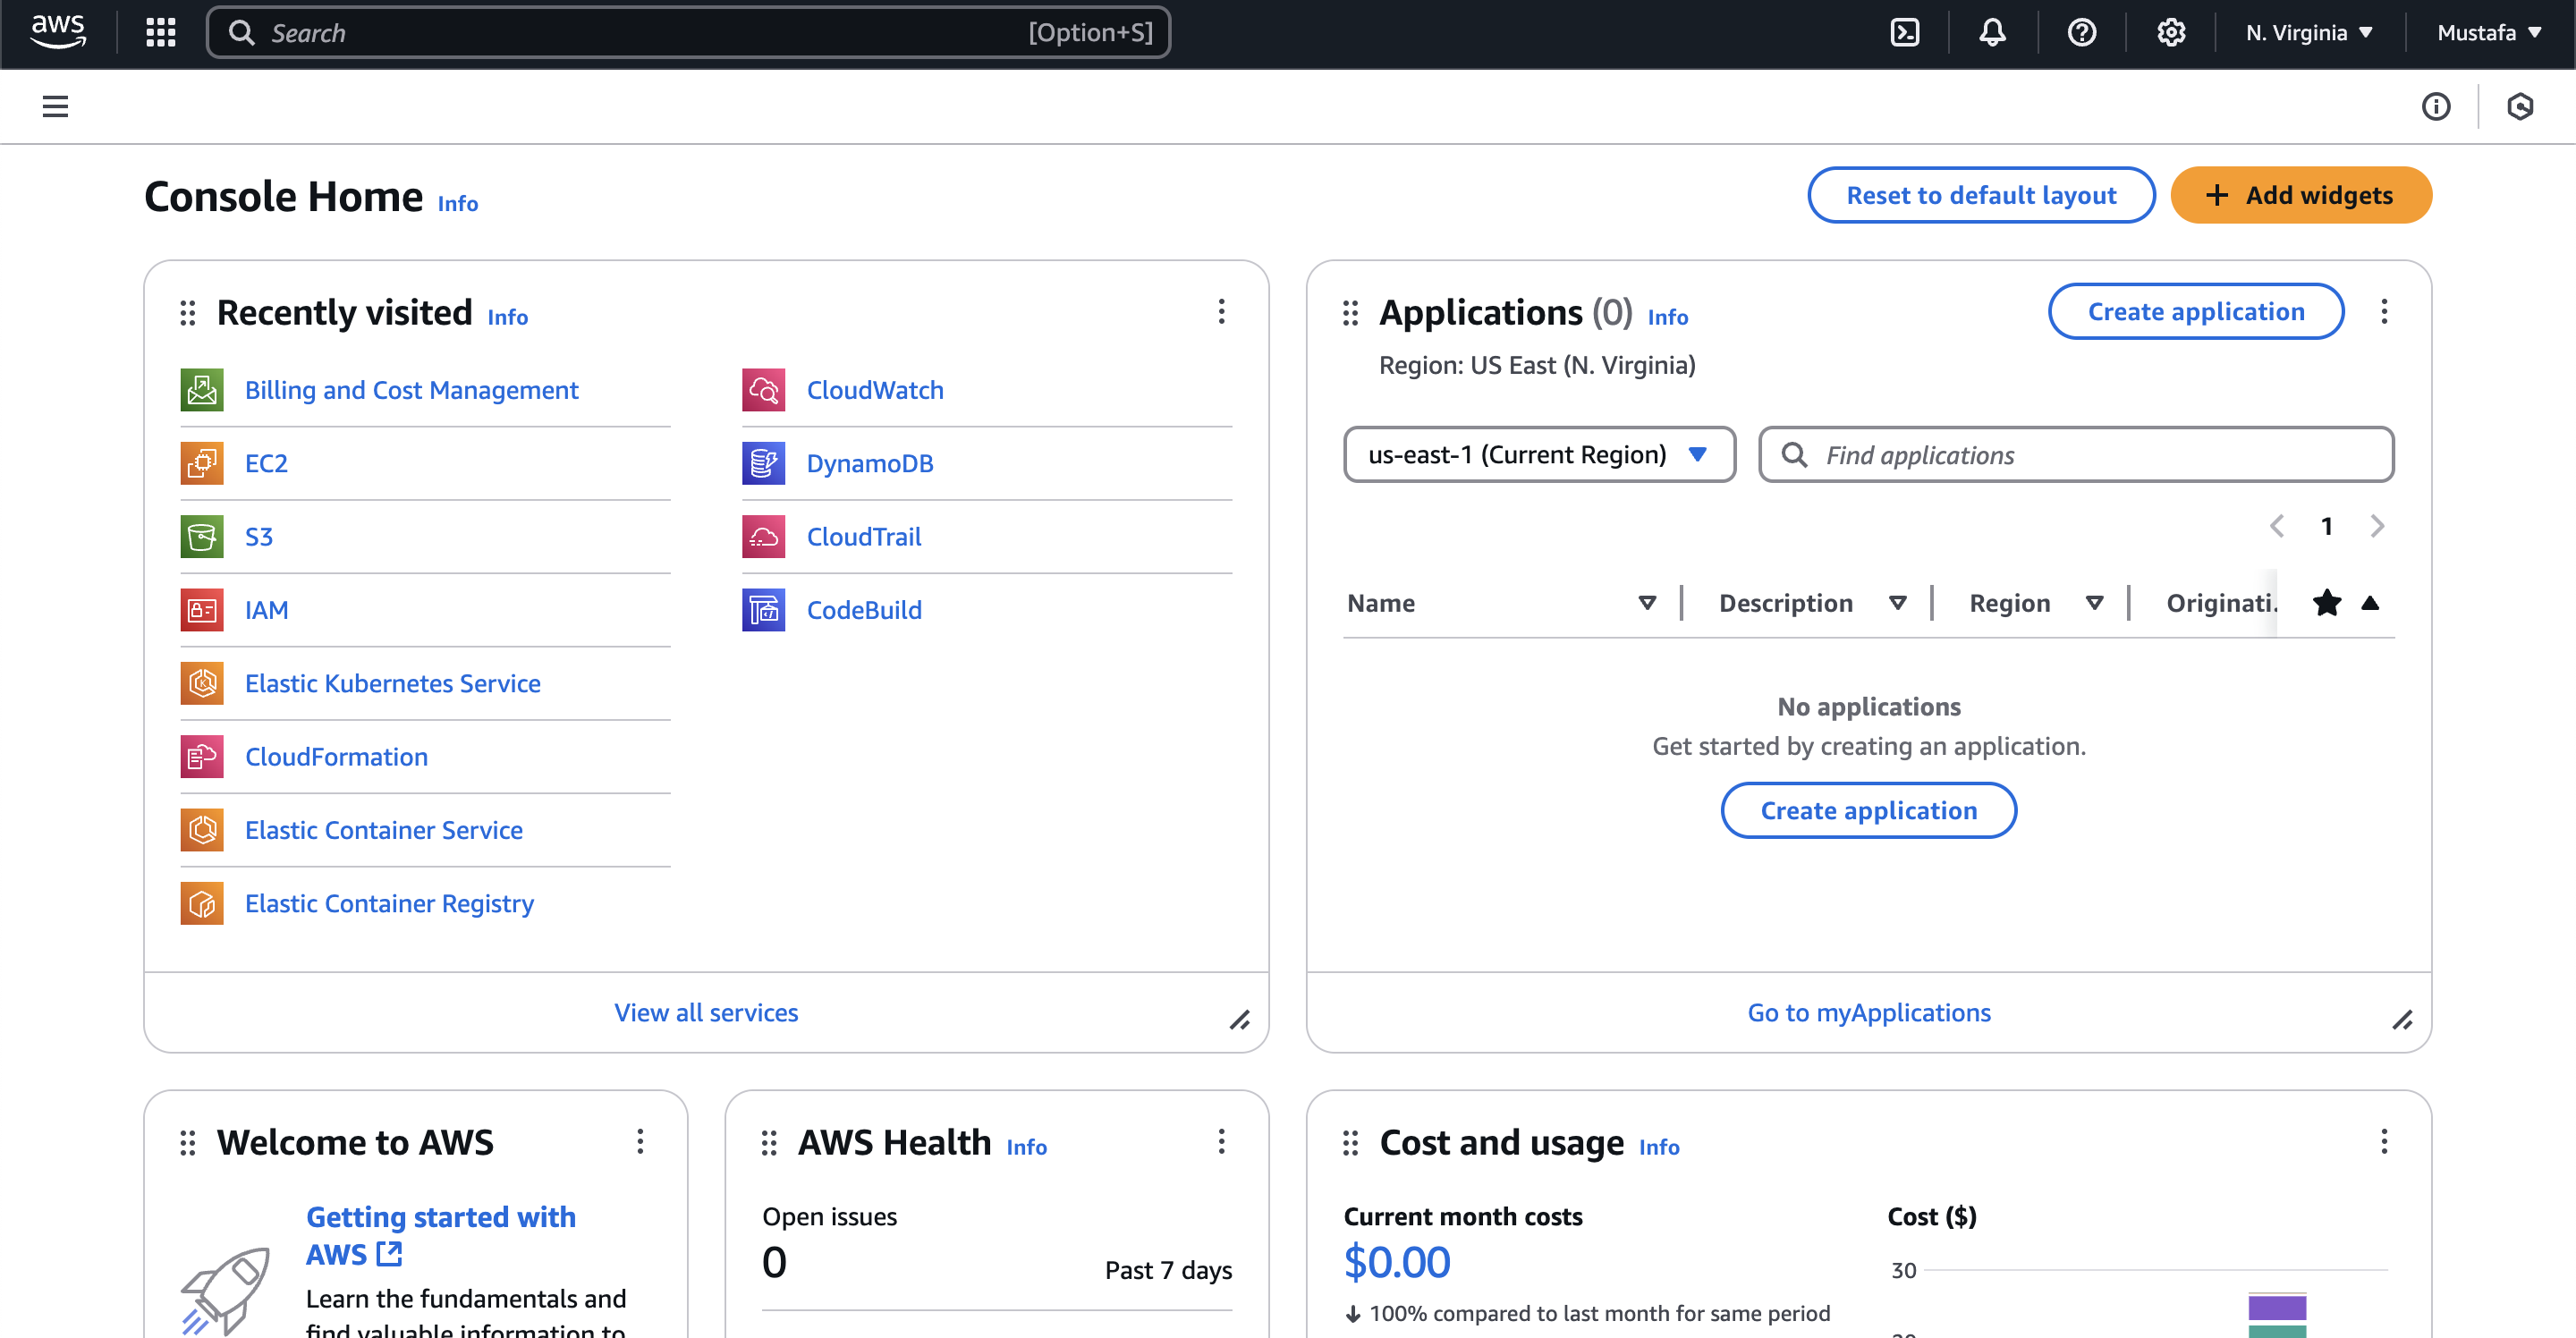 aws
Search
[Option+S]
N. Virginia
Mustafa
Console Home Info
Reset to default layout
Add widgets
Recently visited Info
Billing and Cost Management
EC2
S3
IAM
Elastic Kubernetes Service
CloudFormation
Elastic Container Service
Elastic Container Registry
CloudWatch
DynamoDB
CloudTrail
CodeBuild
View all services
Applications (0) Info
Create application
Region: US East (N. Virginia)
us-east-1 (Current Region)
Find applications
1
Name
Description
Region
Originati.
No applications
Get started by creating an application.
Create application
Go to myApplications
Welcome to AWS
Getting started with
AWS
Learn the fundamentals and
find valuable information to
AWS Health Info
Open issues
0
Past 7 days
Cost and usage Info
Current month costs
$0.00
100% compared to last month for same period
Cost ($)
30